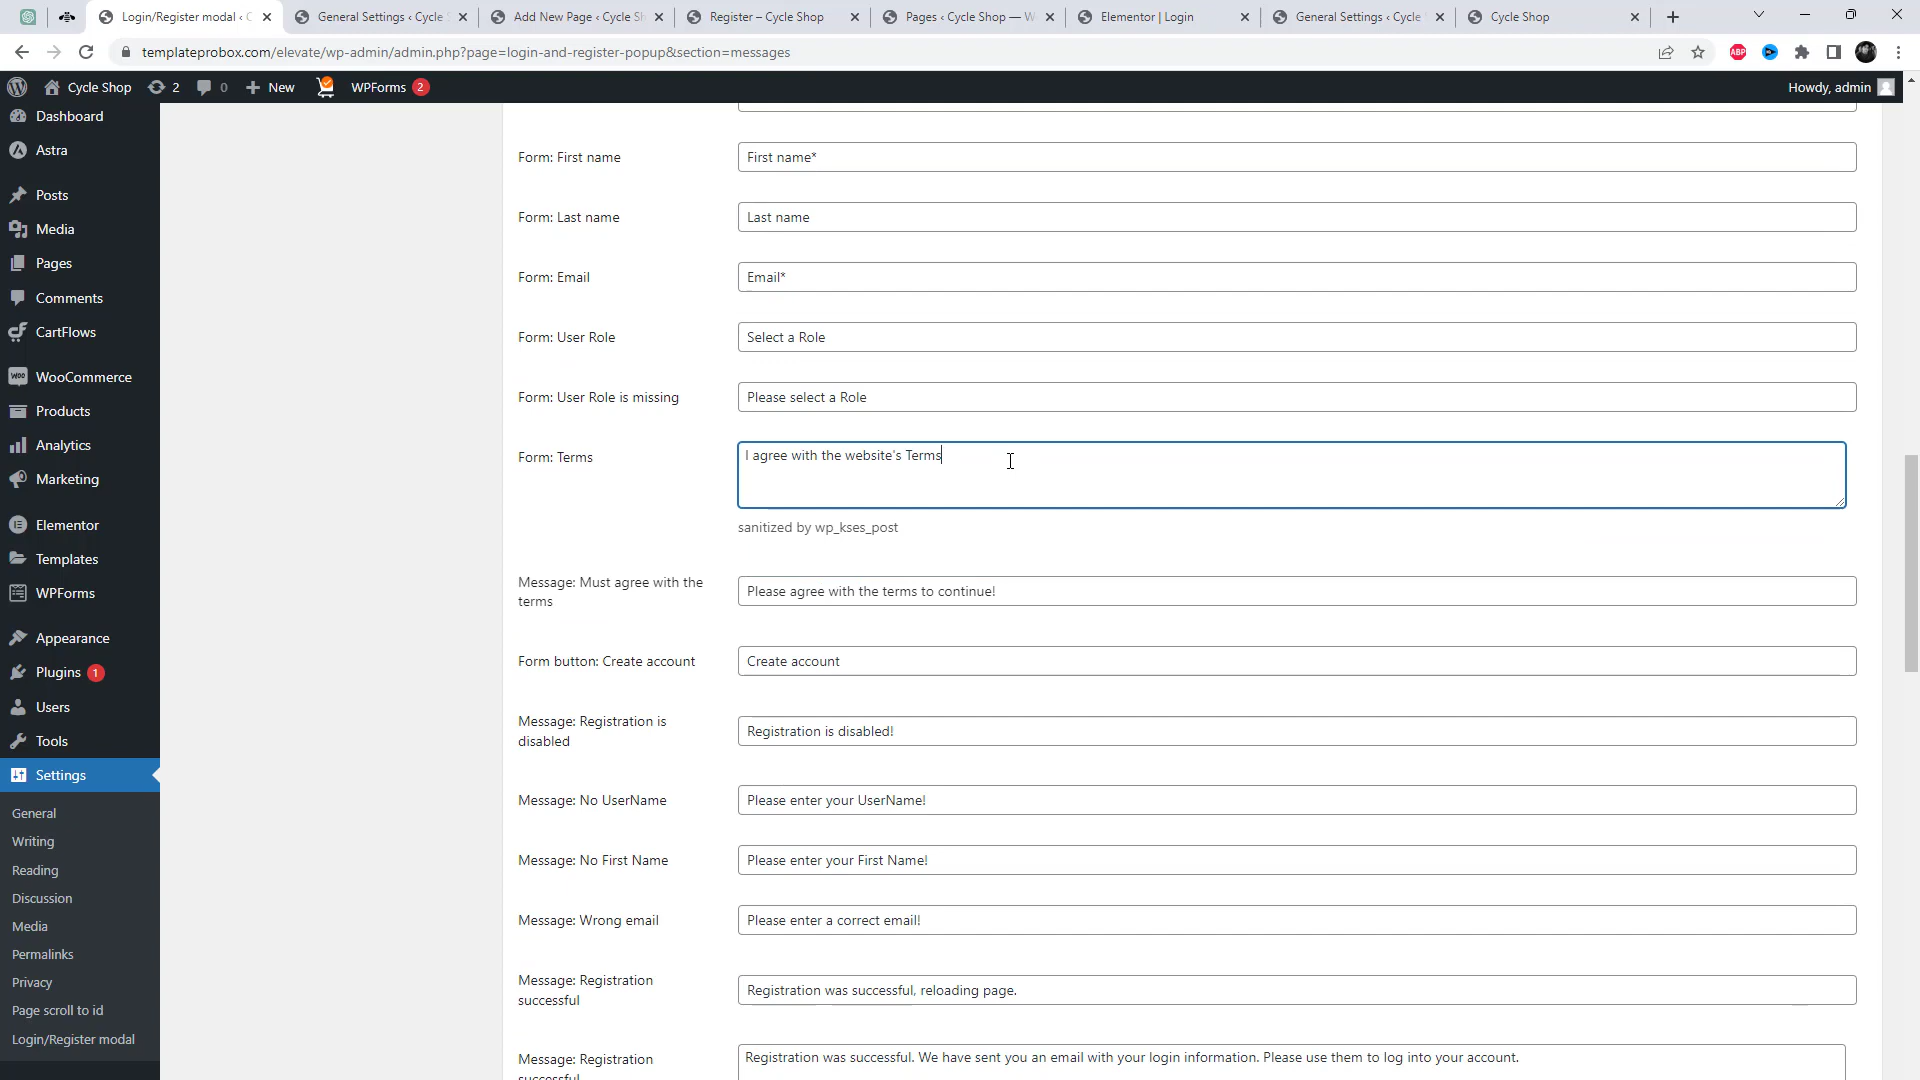 Login/Register modal ‹ C
General Settings ‹ Cycle S
Add New Page ‹ Cycle Sh
Register – Cycle Shop
Pages ‹ Cycle Shop — W
Elementor | Login
General Settings ‹ Cycle
Cycle Shop
templateprobox.com/elevate/wp-admin/admin.php?page=login-and-register-popup&section=messages
ABP
Cycle Shop
2
0
New
WPForms 2
Howdy, admin
Dashboard
Astra
Posts
Media
Pages
Comments
CartFlows
WooCommerce
Products
Analytics
Marketing
Elementor
Templates
WPForms
Appearance
Plugins 1
Users
Tools
Settings
General
Writing
Reading
Discussion
Media
Permalinks
Privacy
Page scroll to id
Login/Register modal
Form: First name
First name*
Form: Last name
Last name
Form: Email
Email*
Form: User Role
Select a Role
Form: User Role is missing
Please select a Role
Form: Terms
I agree with the website's Terms
sanitized by wp_kses_post
Message: Must agree with the
terms
Please agree with the terms to continue!
Form button: Create account
Create account
Message: Registration is
disabled
Registration is disabled!
Message: No UserName
Please enter your UserName!
Message: No First Name
Please enter your First Name!
Message: Wrong email
Please enter a correct email!
Message: Registration
successful
Registration was successful, reloading page.
Message: Registration
successful
Registration was successful. We have sent you an email with your login information. Please use them to log into your account.